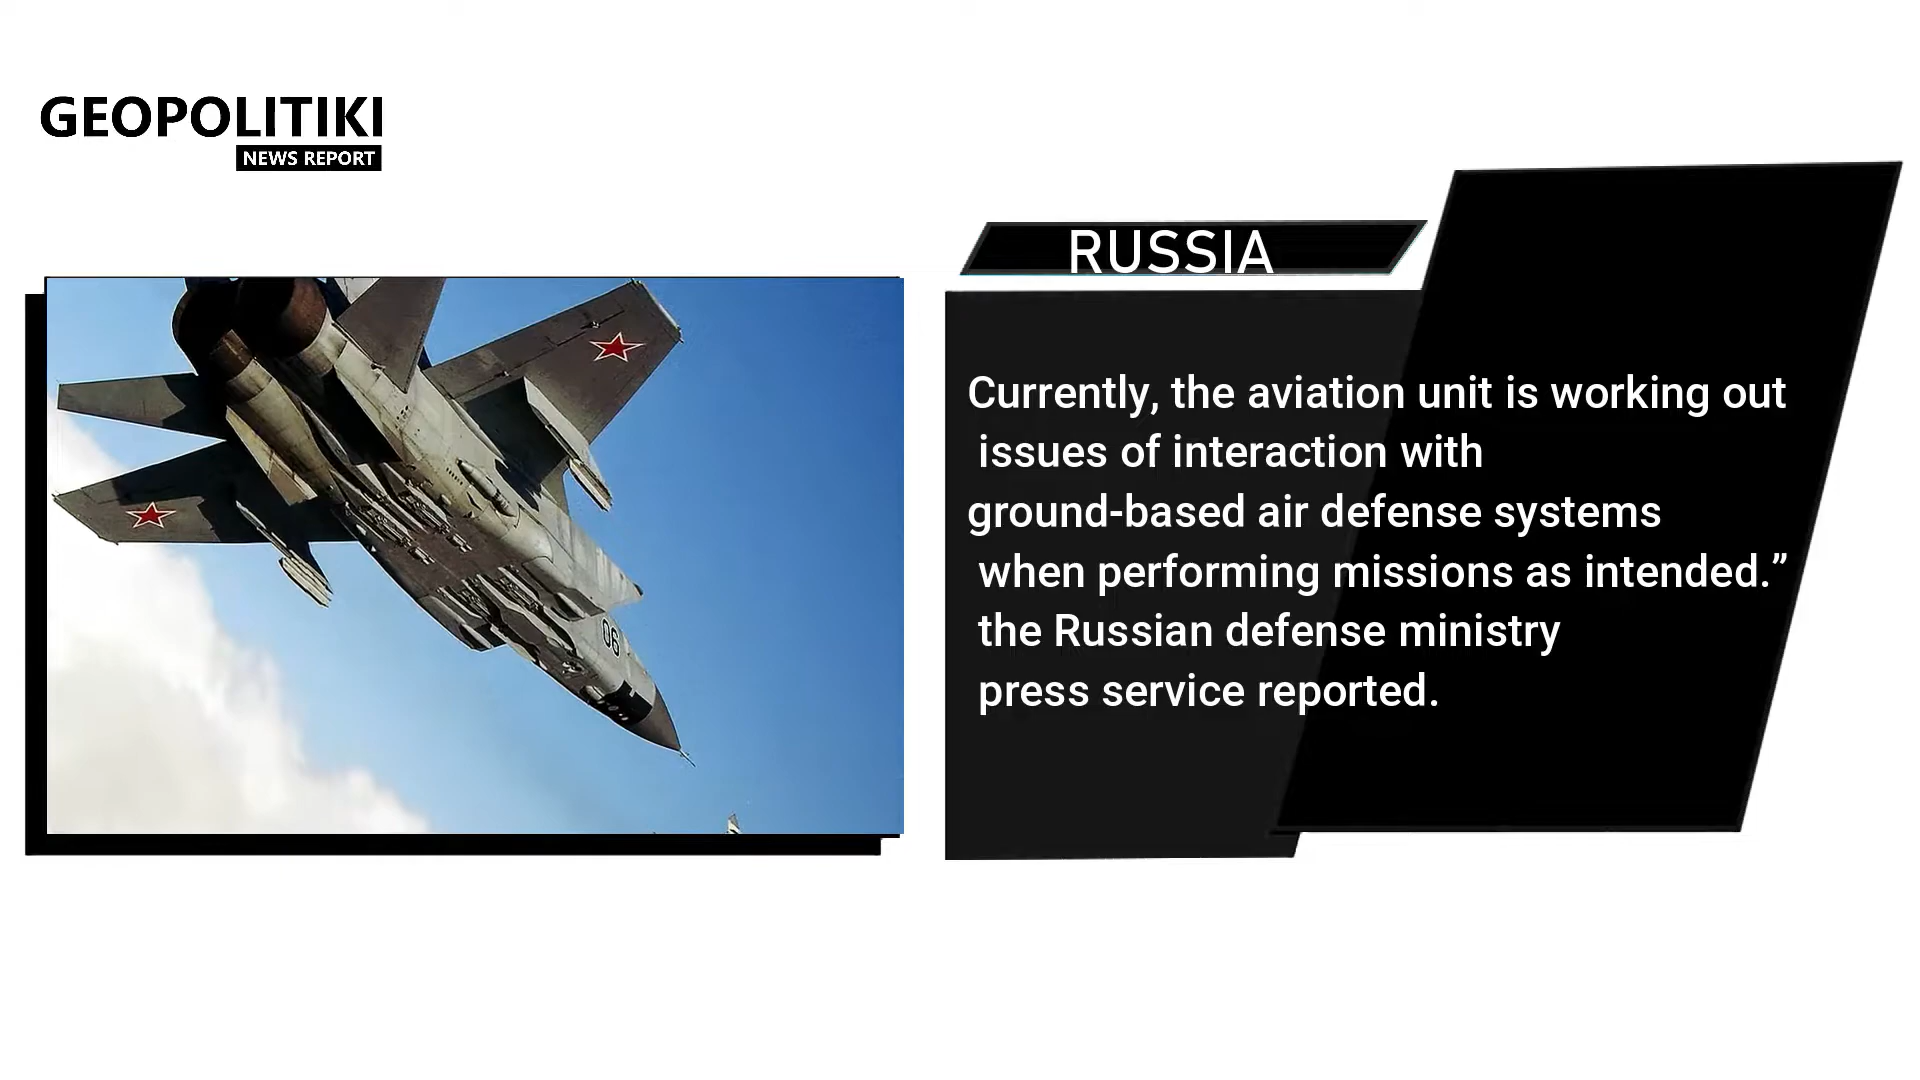 GEOPOLITIKI
NEWS REPORT
RUSSIA
Currently, the aviation unit is working out
issues of interaction with
ground-based air defense systems
when performing missions as intended.”
the Russian defense ministry
press service reported.
06